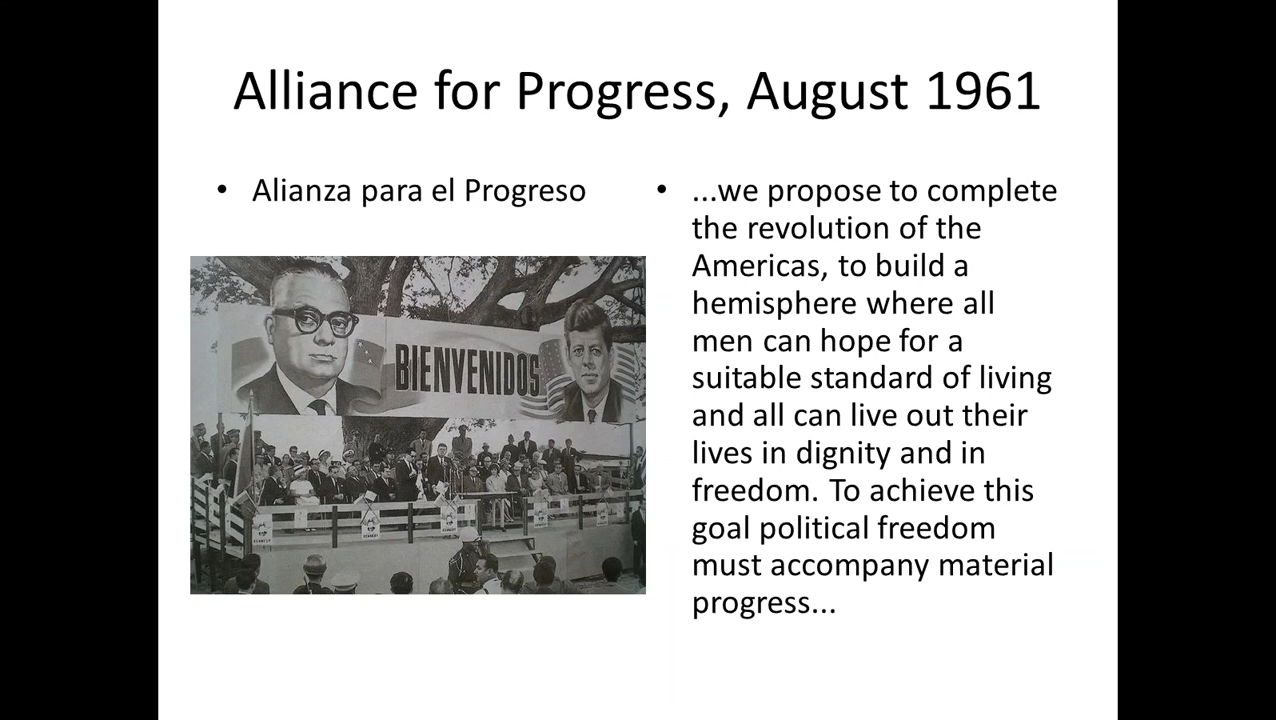 Alliance for Progress, August 1961
• Alianza para el Progreso
BIENVENIDOS
KENNEDY
• ...we propose to complete
the revolution of the
Americas, to build a
hemisphere where all
men can hope for a
suitable standard of living
and all can live out their
lives in dignity and in
freedom. To achieve this
goal political freedom
must accompany material
progress...